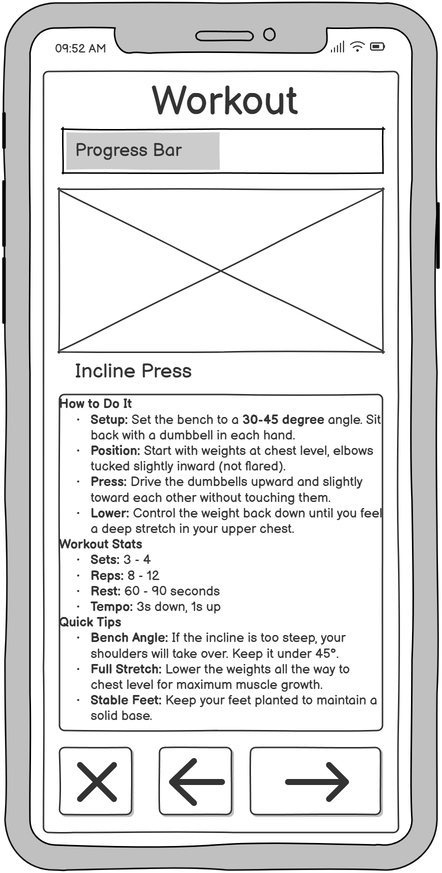 09:52 AM
Workout
Progress Bar
Incline Press
How to Do It
· Setup: Set the bench to a 30-45 degree angle. Sit
back with a dumbbell in each hand.
· Position: Start with weights at chest level, elbows
tucked slightly inward (not flared).
· Press: Drive the dumbbells upward and slightly
toward each other without touching them.
· Lower: Control the weight back down until you feel
a deep stretch in your upper chest.
Workout Stats
· Sets: 3 - 4
· Reps: 8 - 12
· Rest: 60 - 90 seconds
· Tempo: 3s down, 1s up
Quick Tips
· Bench Angle: If the incline is too steep, your
shoulders will take over. Keep it under 45°.
· Full Stretch: Lower the weights all the way to
chest level for maximum muscle growth.
· Stable Feet: Keep your feet planted to maintain a
solid base.